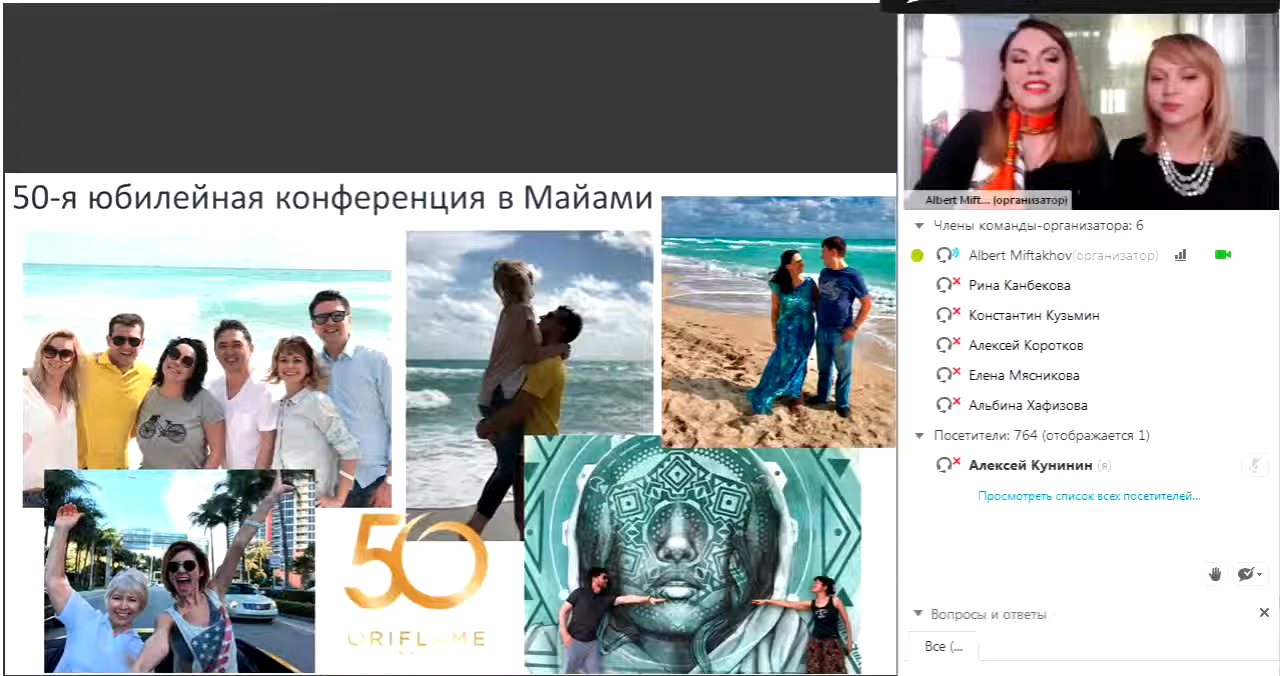 50-я юбилейная конференция в Майами
50
ORIFLAME
Albert Mift... (организатор)
Члены команды-организатора: 6
Albert Miftakhov(организатор)
Рина Канбекова
Константин Кузьмин
Алексей Коротков
Елена Мясникова
Альбина Хафизова
Посетители: 764 (отображается 1)
Алексей Кунинин (я)
Просмотреть список всех посетителей...
Вопросы и ответы
Все (...